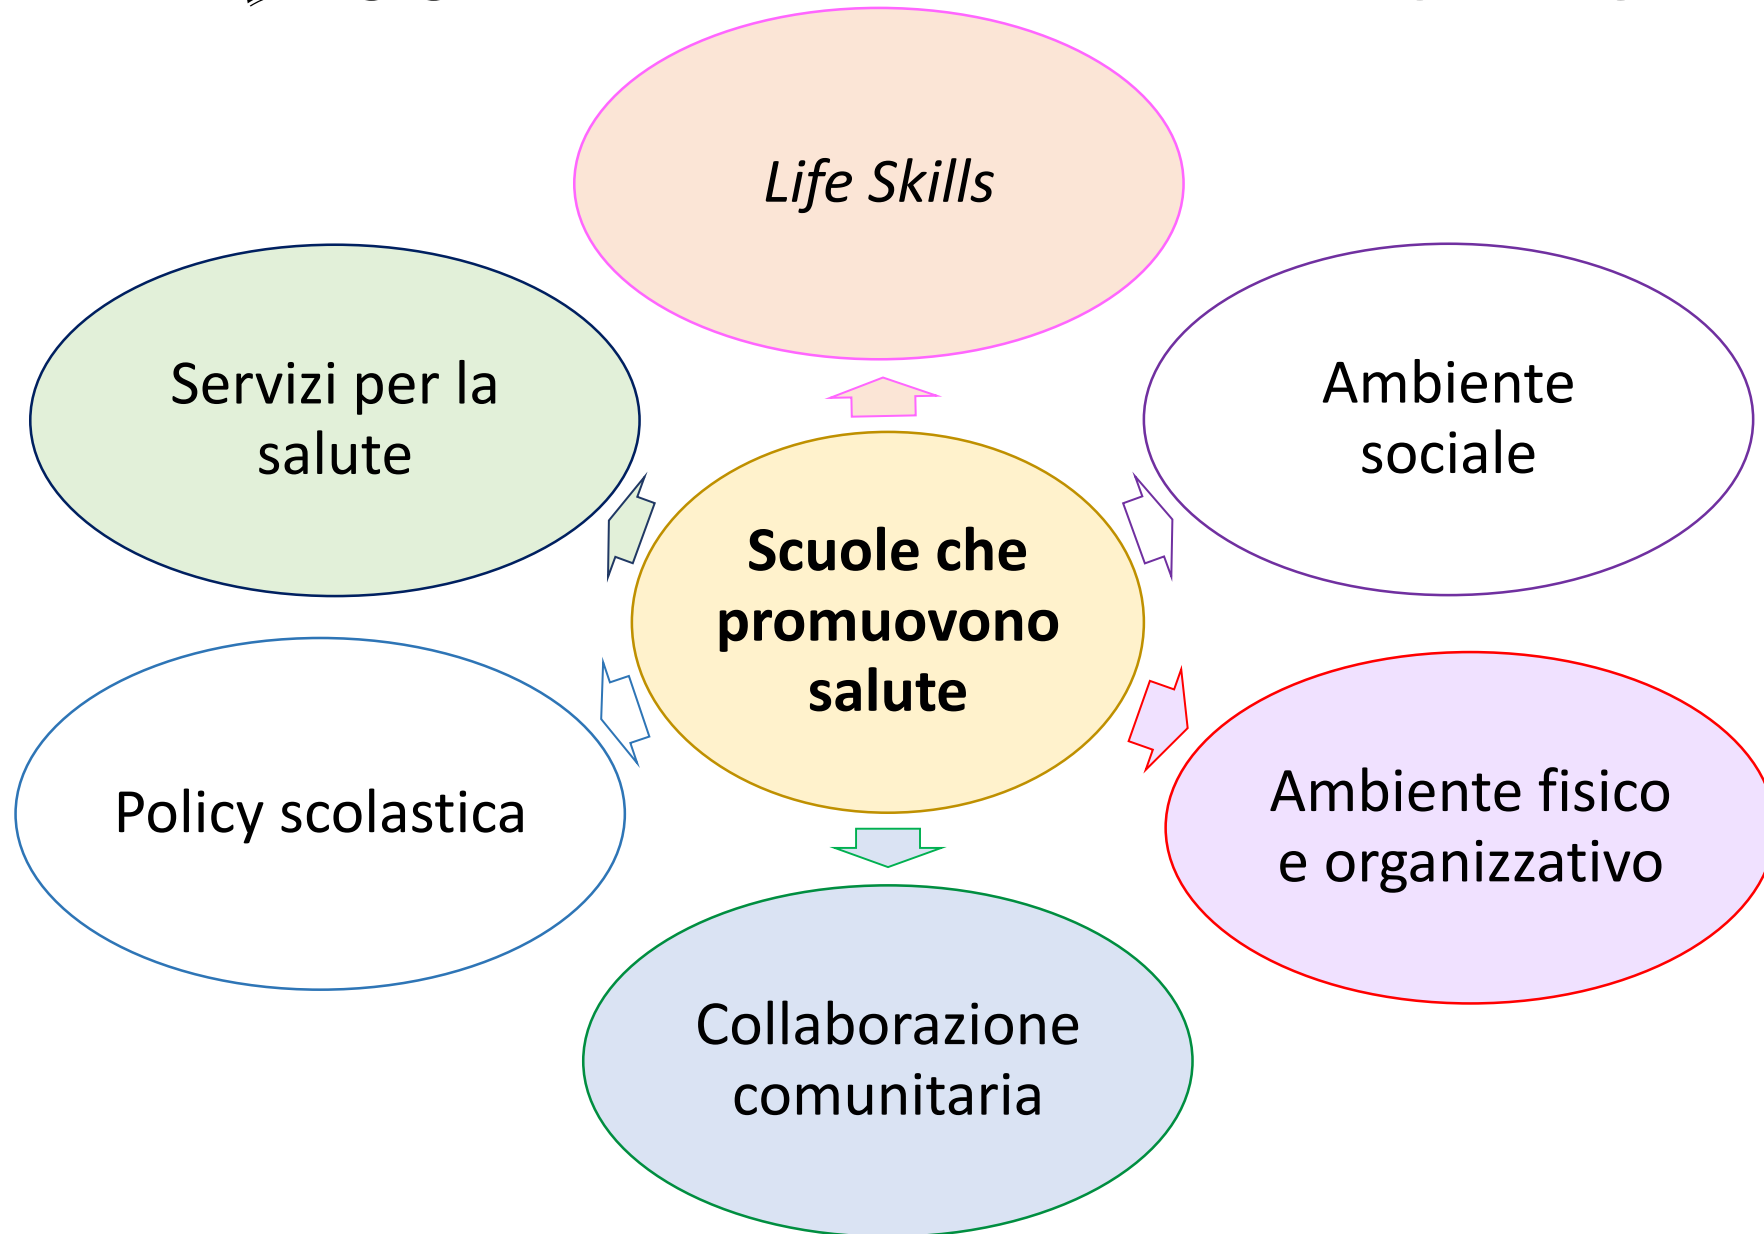 Life Skills
Servizi per la
salute
Ambiente
sociale
Scuole che
promuovono
salute
Policy scolastica
Ambiente fisico
e organizzativo
Collaborazione
comunitaria